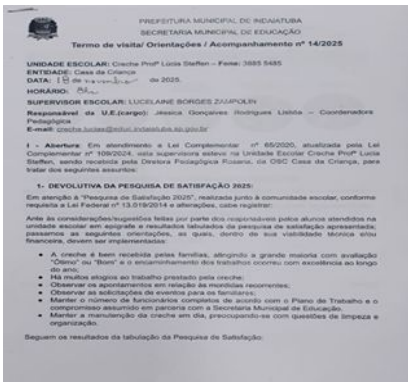 PREFEITURA MUNICIPAL DE INDAIATUBA
SECRETARIA MUNICIPAL DE EDUCAÇÃO
Termo de visita/ Orientações / Acompanhamento nº 14/2025
UNIDADE ESCOLAR: Creche Profª Lúcia Steffen – Fone: 3885 5485
ENTIDADE: Casa da Criança
DATA: 18 de novembro de 2025.
HORÁRIO: 8hs
SUPERVISOR ESCOLAR: LUCELAINE BORGES ZAMPOLIN
Responsável da U.E.(cargo): Jéssica Gonçalves Rodrigues Lisbôa – Coordenadora
Pedagógica
E-mail: creche.lucias@educ.indaiatuba.sp.gov.br
I - Abertura: Em atendimento a Lei Complementar nº 65/2020, atualizada pela Lei
Complementar nº 109/2024, esta supervisora esteve na Unidade Escolar Creche Profª Lucia
Steffen, sendo recebida pela Diretora Pedagógica Rosana, da OSC Casa da Criança, para
tratar dos seguintes assuntos:
1- DEVOLUTIVA DA PESQUISA DE SATISFAÇÃO 2025:
Em atenção à "Pesquisa de Satisfação 2025", realizada junto à comunidade escolar, conforme
requisita a Lei Federal nº 13.019/2014 e alterações, cabe registrar:
Ante às considerações/sugestões feitas por parte dos responsáveis pelos alunos atendidos na
unidade escolar em epígrafe e resultados tabulados da pesquisa de satisfação apresentada;
passamos as seguintes orientações, as quais, dentro de sua viabilidade técnica e/ou
financeira, devem ser implementadas:
• A creche é bem recebida pelas famílias, atingindo a grande maioria com avaliação
"Ótimo" ou "Bom" e o encaminhamento dos trabalhos ocorreu com excelência ao longo
do ano;
• Há muitos elogios ao trabalho prestado pela creche;
• Observar os apontamentos em relação às mordidas recorrentes;
• Observar as solicitações de eventos para os familiares;
• Manter o número de funcionários completos de acordo com o Plano de Trabalho e o
compromisso assumido em parceria com a Secretaria Municipal de Educação.
• Manter a manutenção da creche em dia, preocupando-se com questões de limpeza e
organização.
Seguem os resultados da tabulação da Pesquisa de Satisfação: